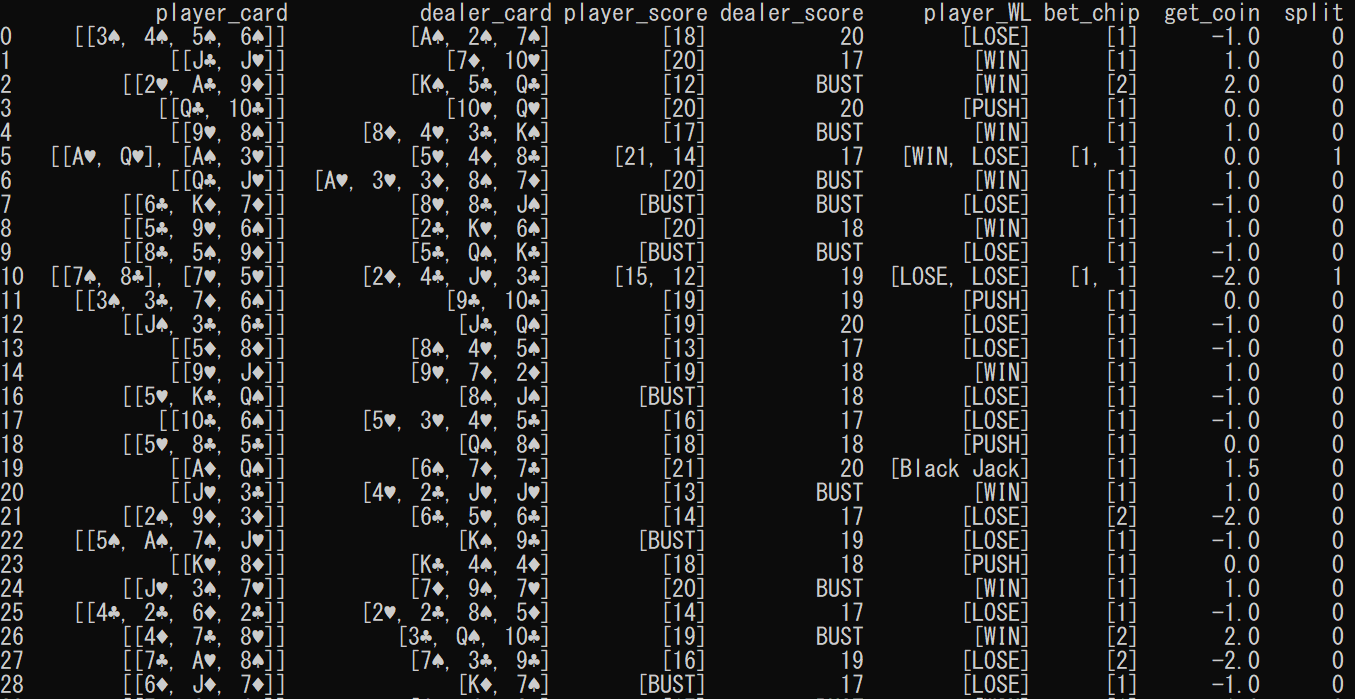 player_card dealer_card player_score dealer_score player_WL bet_chip get_coin split
0 [[3♠, 4♠, 5♠, 6♠]] [A♠, 2♠, 7♠] [18] 20 [LOSE] [1] -1.0 0
1 [[J♣, J♥]] [7♦, 10♥] [20] 17 [WIN] [1] 1.0 0
2 [[2♥, A♣, 9♦]] [K♠, 5♣, Q♣] [12] BUST [WIN] [2] 2.0 0
3 [[Q♣, 10♣]] [10♥, Q♥] [20] 20 [PUSH] [1] 0.0 0
4 [[9♥, 8♠]] [8♦, 4♥, 3♣, K♠] [17] BUST [WIN] [1] 1.0 0
5 [[A♥, Q♥], [A♠, 3♥]] [5♥, 4♦, 8♣] [21, 14] 17 [WIN, LOSE] [1, 1] 0.0 1
6 [[Q♣, J♥]] [A♥, 3♥, 3♦, 8♠, 7♦] [20] BUST [WIN] [1] 1.0 0
7 [[6♣, K♦, 7♦]] [8♥, 8♣, J♠] [BUST] BUST [LOSE] [1] -1.0 0
8 [[5♣, 9♥, 6♠]] [2♣, K♥, 6♠] [20] 18 [WIN] [1] 1.0 0
9 [[8♣, 5♠, 9♦]] [5♣, Q♠, K♣] [BUST] BUST [LOSE] [1] -1.0 0
10 [[7♠, 8♣], [7♥, 5♥]] [2♦, 4♣, J♥, 3♣] [15, 12] 19 [LOSE, LOSE] [1, 1] -2.0 1
11 [[3♠, 3♣, 7♦, 6♠]] [9♣, 10♣] [19] 19 [PUSH] [1] 0.0 0
12 [[J♠, 3♣, 6♣]] [J♣, Q♠] [19] 20 [LOSE] [1] -1.0 0
13 [[5♦, 8♦]] [8♠, 4♥, 5♠] [13] 17 [LOSE] [1] -1.0 0
14 [[9♥, J♦]] [9♥, 7♦, 2♦] [19] 18 [WIN] [1] 1.0 0
16 [[5♥, K♣, Q♠]] [8♠, J♠] [BUST] 18 [LOSE] [1] -1.0 0
17 [[10♣, 6♠]] [5♥, 3♥, 4♥, 5♣] [16] 17 [LOSE] [1] -1.0 0
18 [[5♥, 8♣, 5♣]] [Q♠, 8♠] [18] 18 [PUSH] [1] 0.0 0
19 [[A♦, Q♠]] [6♠, 7♦, 7♣] [21] 20 [Black Jack] [1] 1.5 0
20 [[J♥, 3♣]] [4♥, 2♣, J♥, J♥] [13] BUST [WIN] [1] 1.0 0
21 [[2♠, 9♦, 3♦]] [6♣, 5♥, 6♣] [14] 17 [LOSE] [2] -2.0 0
22 [[5♠, A♠, 7♠, J♥]] [K♠, 9♣] [BUST] 19 [LOSE] [1] -1.0 0
23 [[K♥, 8♦]] [K♣, 4♠, 4♦] [18] 18 [PUSH] [1] 0.0 0
24 [[J♥, 3♠, 7♥]] [7♦, 9♠, 7♥] [20] BUST [WIN] [1] 1.0 0
25 [[4♣, 2♣, 6♦, 2♣]] [2♥, 2♣, 8♠, 5♦] [14] 17 [LOSE] [1] -1.0 0
26 [[4♦, 7♣, 8♥]] [3♣, Q♠, 10♣] [19] BUST [WIN] [2] 2.0 0
27 [[7♣, A♥, 8♠]] [7♠, 3♣, 9♣] [16] 19 [LOSE] [2] -2.0 0
28 [[6♦, J♦, 7♦]] [K♦, 7♠] [BUST] 17 [LOSE] [1] -1.0 0